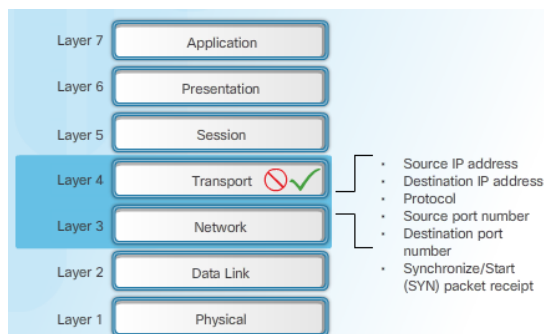 Layer 7 Application
Layer 6 Presentation
Layer 5 Session
Layer 4 Transport
Layer 3 Network
Layer 2 Data Link
Layer 1 Physical
• Source IP address
• Destination IP address
• Protocol
• Source port number
• Destination port
number
• Synchronize/Start
(SYN) packet receipt